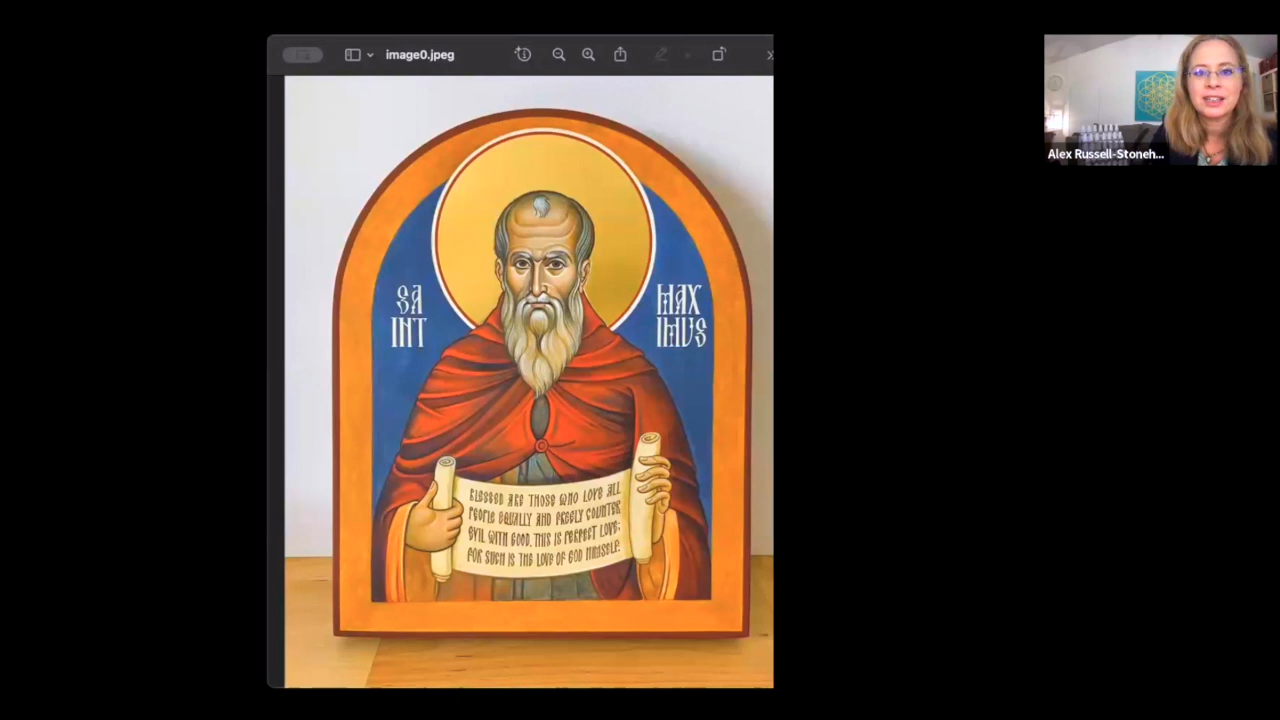 image0.jpeg
Alex Russell-Stoneh...
SA
INT
MAX
IMUS
BLESSED ARE THOSE WHO LOVE ALL
PEOPLE EQUALLY AND FREELY COUNTER
EVIL WITH GOOD. THIS IS PERFECT LOVE;
FOR SUCH IS THE LOVE OF GOD HIMSELF.